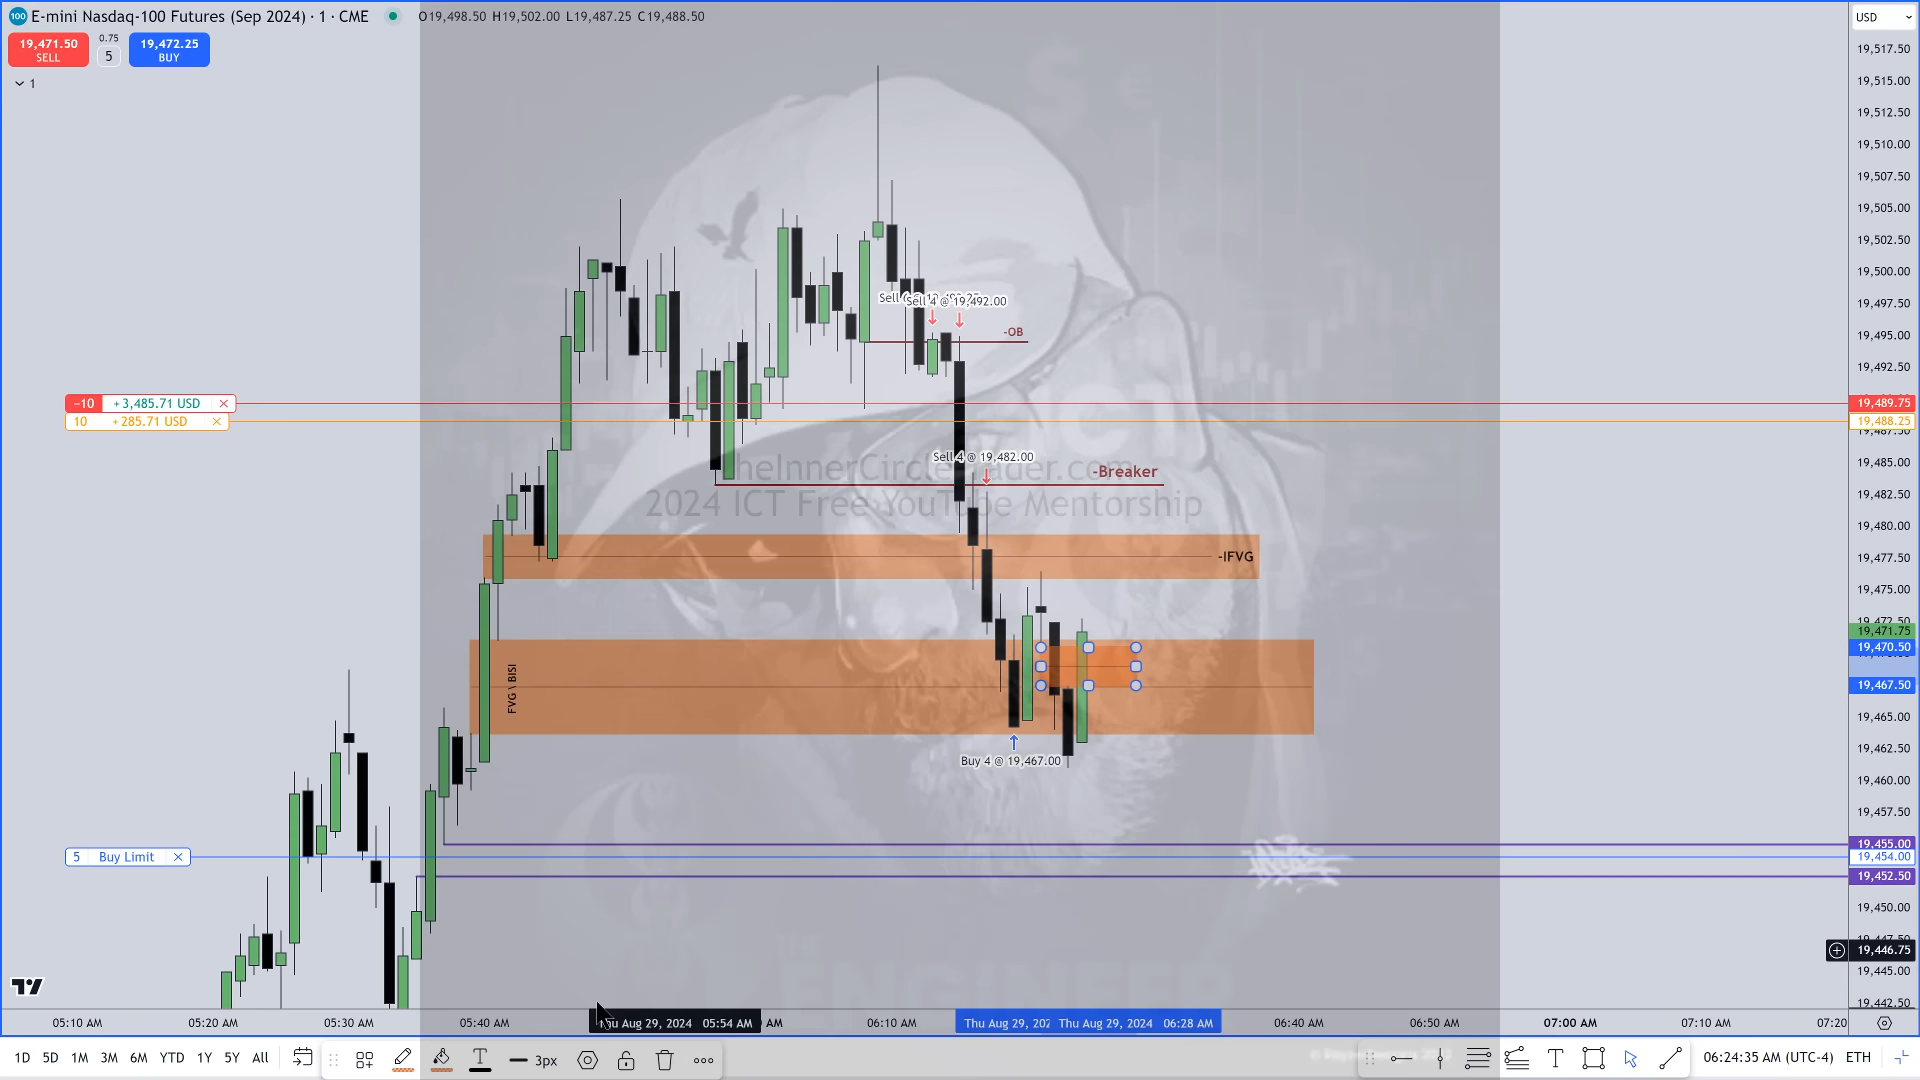 100 E-mini Nasdaq-100 Futures (Sep 2024) · 1 · CME O19,498.50 H19,502.00 L19,487.25 C19,488.50
USD
19,471.50
SELL
0.75
5
19,472.25
BUY
1
19,517.50
19,515.00
19,512.50
19,510.00
19,507.50
19,505.00
19,502.50
19,500.00
19,497.50
Sell 4 @ 19,492.00
-OB
19,495.00
19,492.50
−10 +3,485.71 USD
19,489.75
10 +285.71 USD
19,488.25
Sell 4 @ 19,482.00
TheInnerCircleTrader.com
-Breaker
19,485.00
2024 ICT Free YouTube Mentorship
19,482.50
19,480.00
-IFVG
19,477.50
19,475.00
19,472.50
19,471.75
19,470.50
FVG \ BISI
19,467.50
19,465.00
19,462.50
Buy 4 @ 19,467.00
19,460.00
19,457.50
19,455.00
5 Buy Limit
19,454.00
19,452.50
19,450.00
19,446.75
THE
ENGINEER
19,445.00
19,442.50
05:10 AM 05:20 AM 05:30 AM 05:40 AM Thu Aug 29, 2024 05:54 AM AM Thu Aug 29, 202 Thu Aug 29, 2024 06:28 AM 06:10 AM 06:40 AM 06:50 AM 07:00 AM 07:10 AM 07:20
1D 5D 1M 3M 6M YTD 1Y 5Y All 3px 06:24:35 AM (UTC-4) ETH